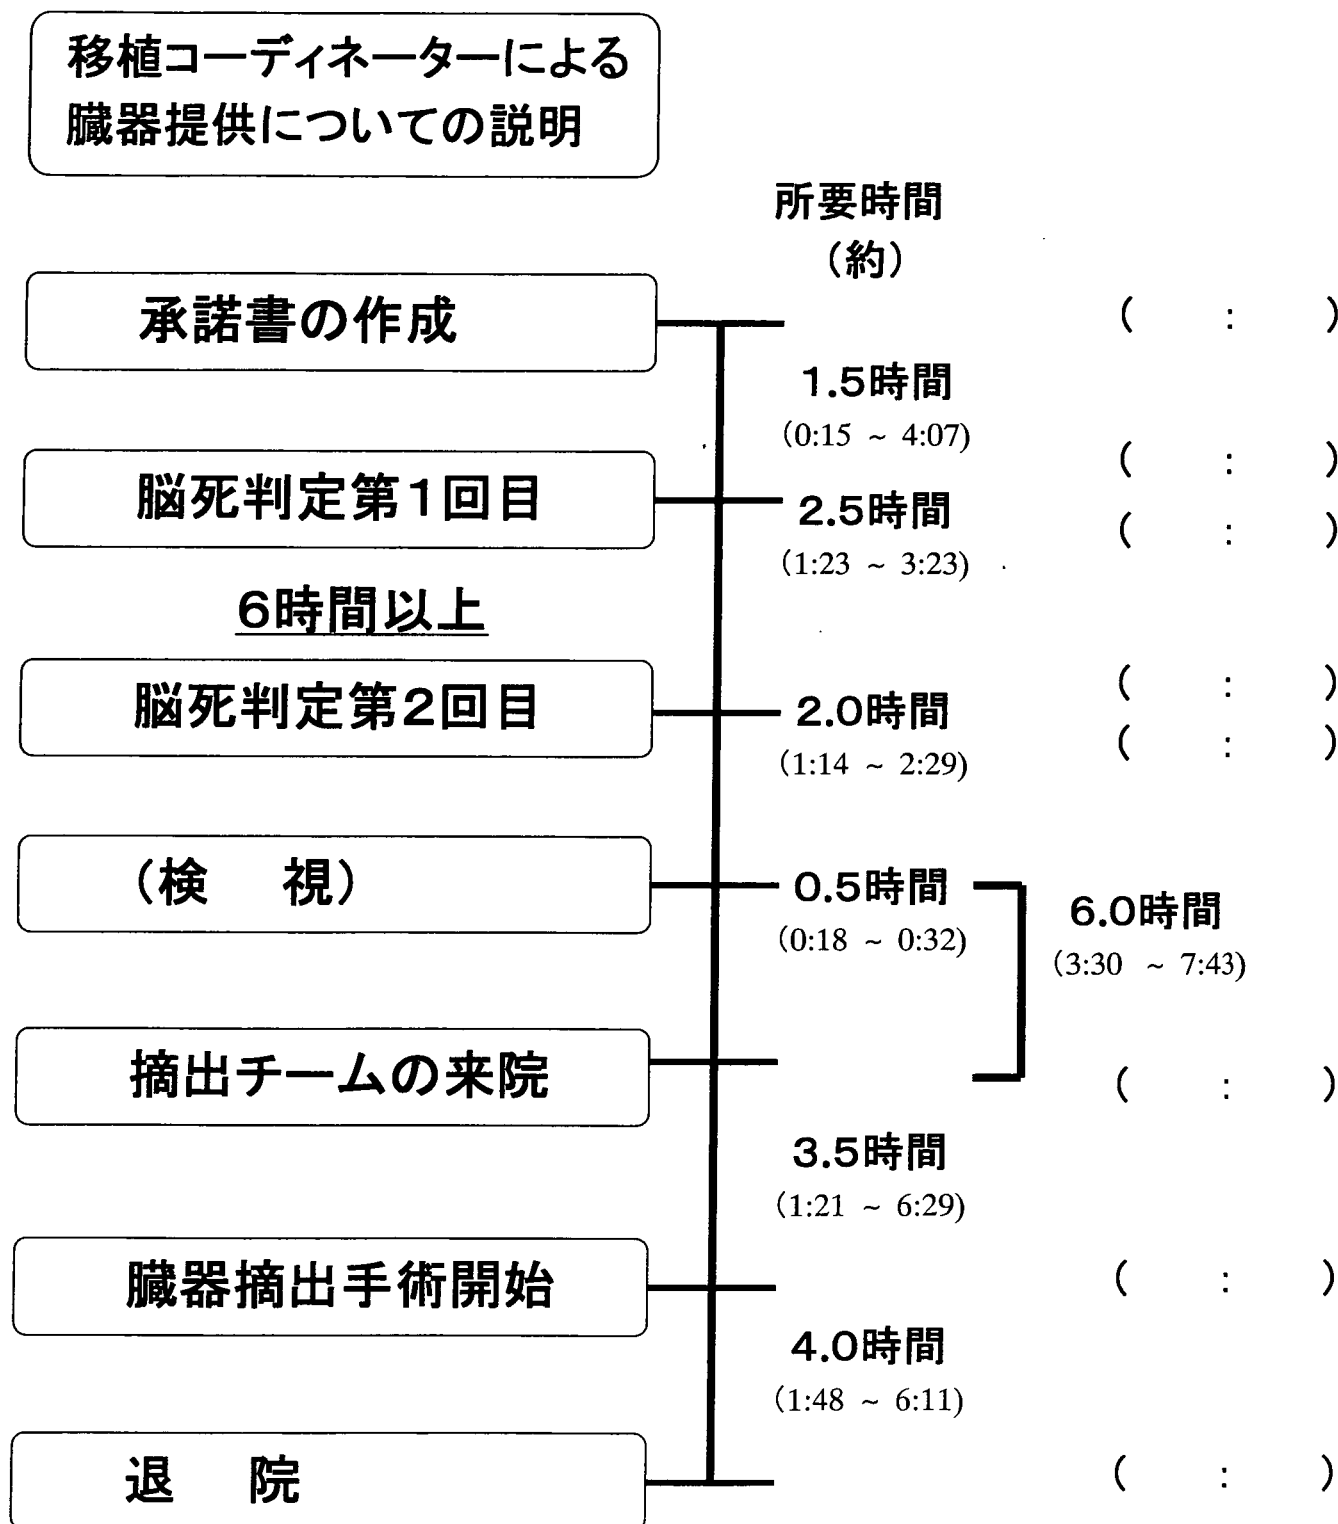 移植コーディネーターによる
臓器提供についての説明
所要時間
（約）
承諾書の作成
( : )
1.5時間
(0:15 ~ 4:07)
( : )
脳死判定第1回目
2.5時間
( : )
(1:23 ~ 3:23)
6時間以上
( : )
脳死判定第2回目
2.0時間
( : )
(1:14 ~ 2:29)
（検 視）
0.5時間
(0:18 ~ 0:32)
6.0時間
(3:30 ~ 7:43)
摘出チームの来院
( : )
3.5時間
(1:21 ~ 6:29)
臓器摘出手術開始
( : )
4.0時間
(1:48 ~ 6:11)
退 院
( : )